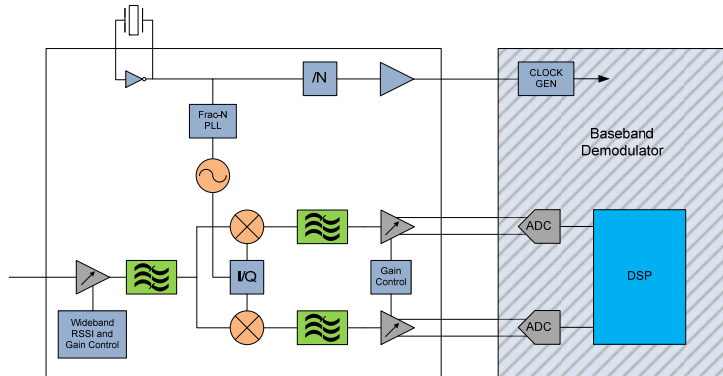 /N
CLOCK
GEN
Frac-N
PLL
Baseband
Demodulator
ADC
I/Q
Gain
Control
DSP
Wideband
RSSI and
Gain Control
ADC